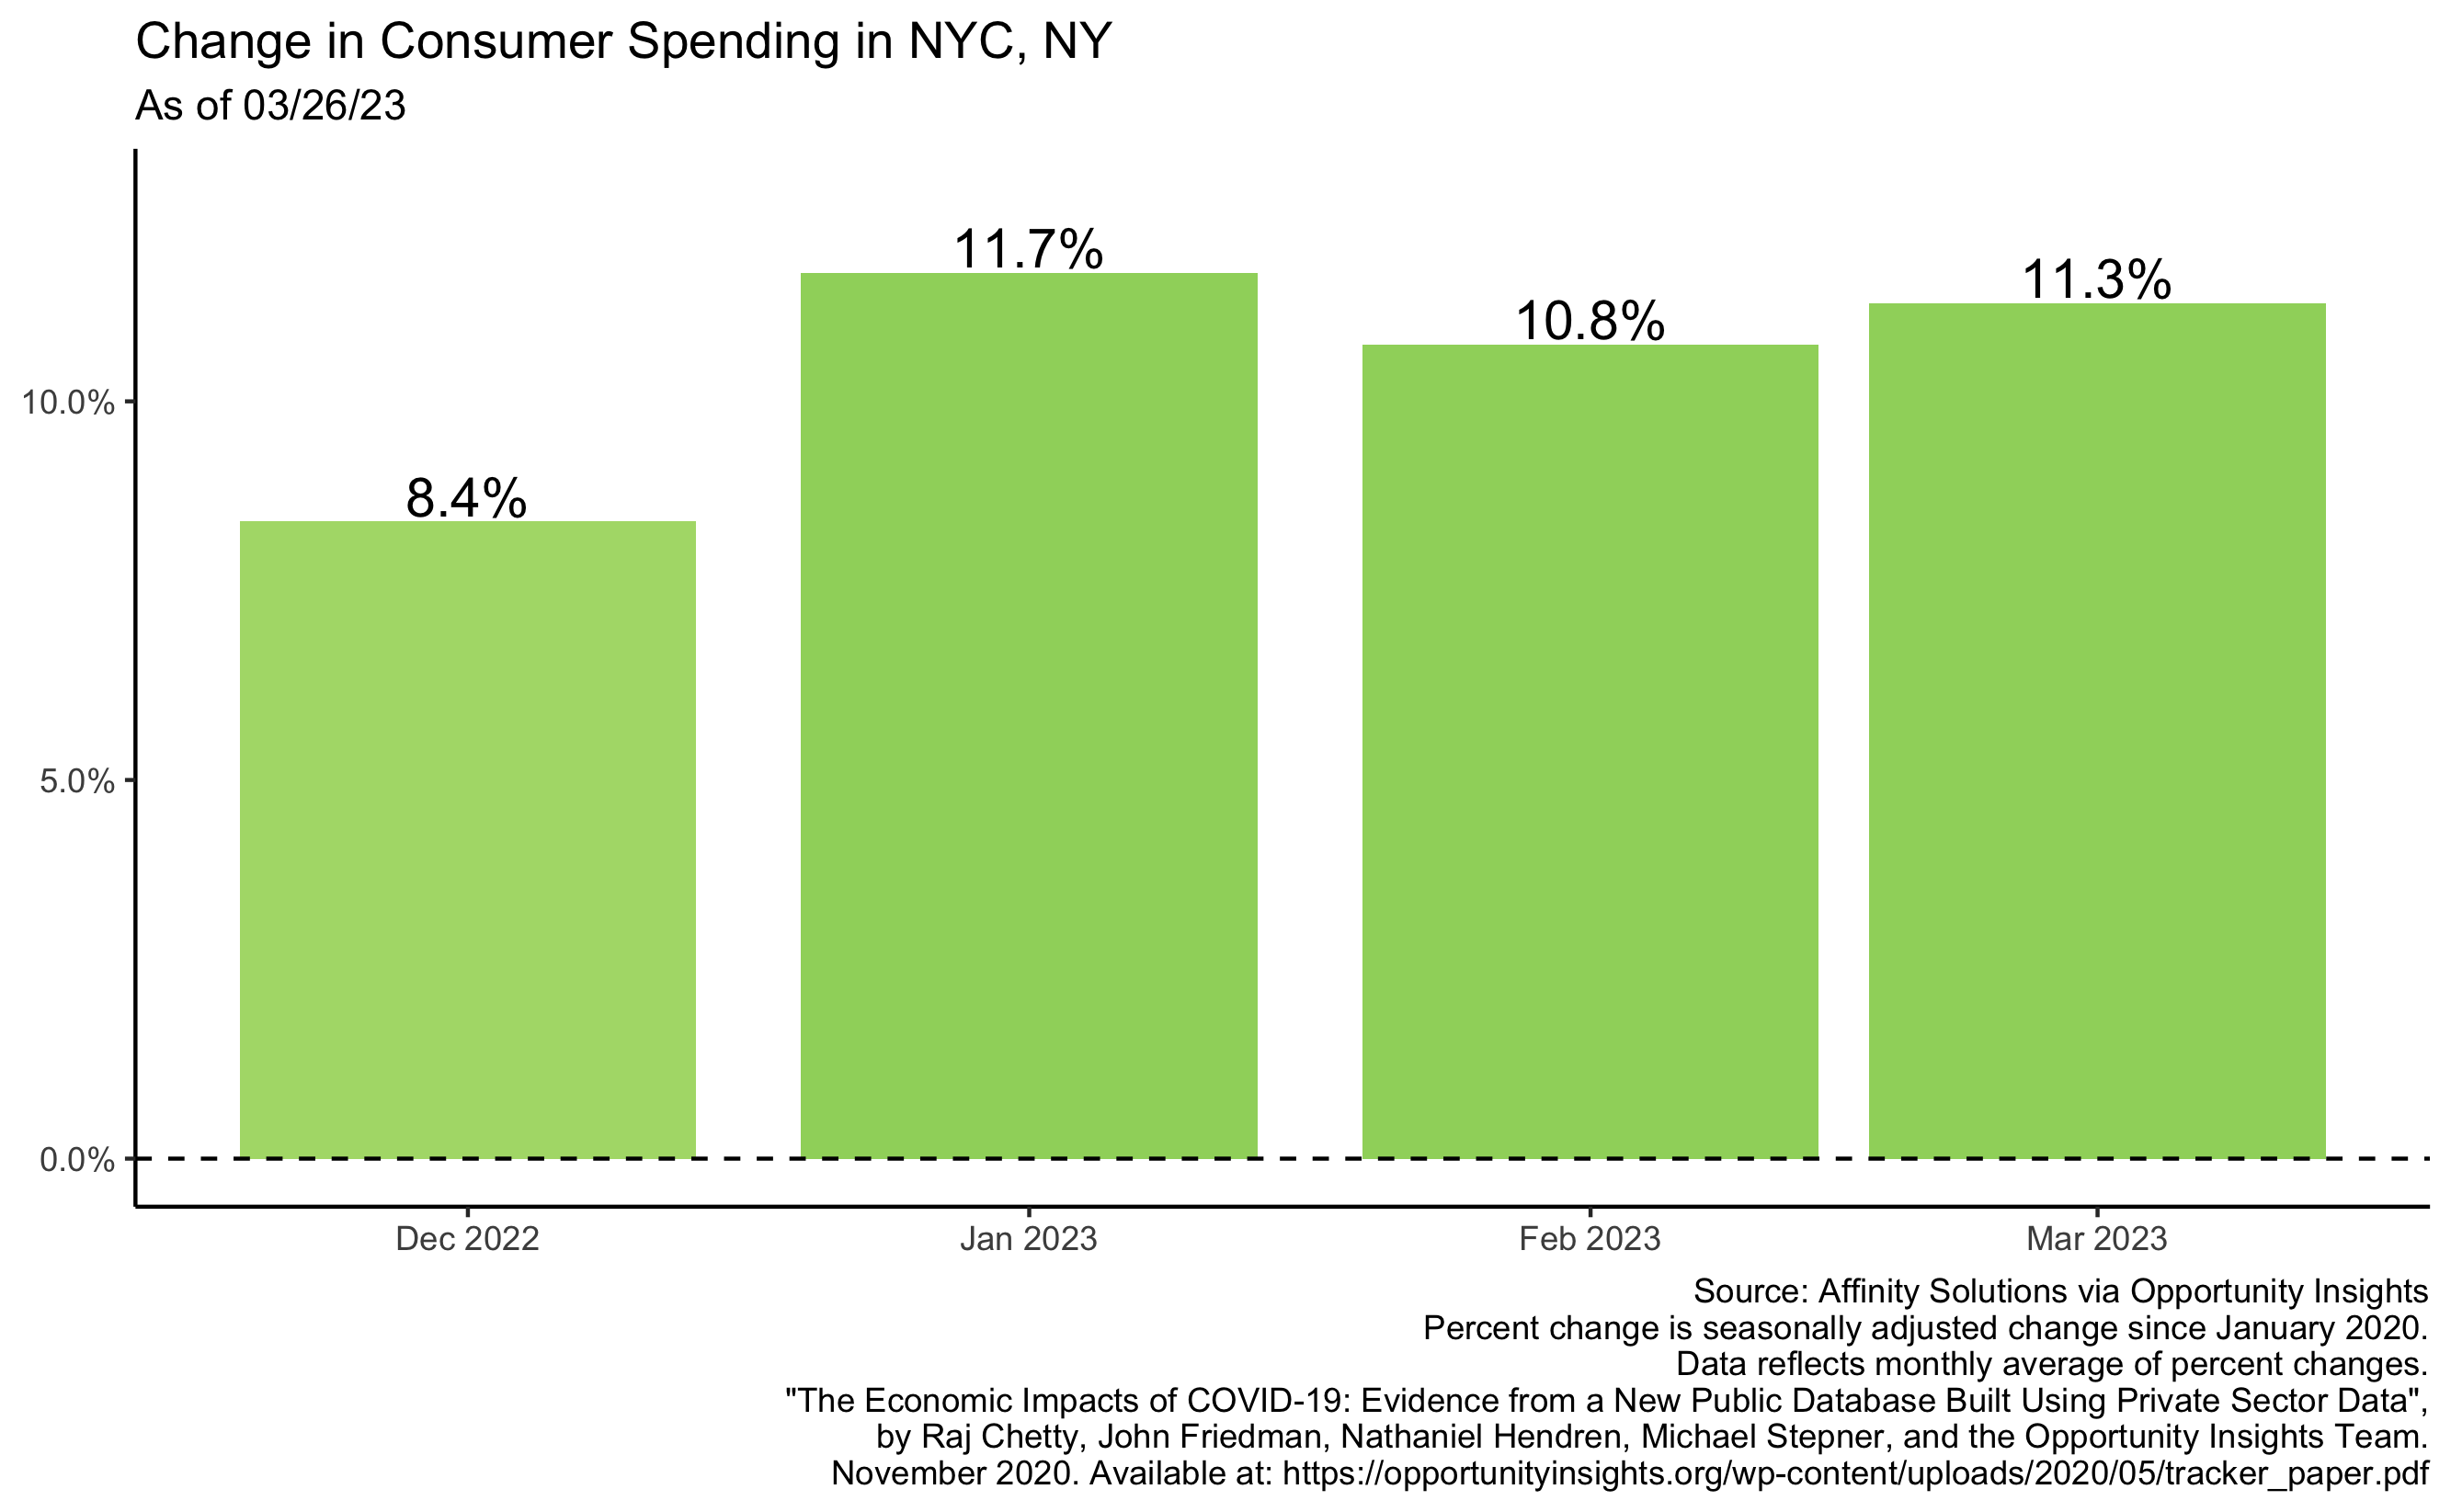 Change in Consumer Spending in NYC, NY
As of 03/26/23
11.7%
11.3%
10.8%
10.0%
8.4%
5.0%
0.0%
Dec 2022 Jan 2023 Feb 2023 Mar 2023
Source: Affinity Solutions via Opportunity Insights
Percent change is seasonally adjusted change since January 2020.
Data reflects monthly average of percent changes.
"The Economic Impacts of COVID-19: Evidence from a New Public Database Built Using Private Sector Data",
by Raj Chetty, John Friedman, Nathaniel Hendren, Michael Stepner, and the Opportunity Insights Team.
November 2020. Available at: https://opportunityinsights.org/wp-content/uploads/2020/05/tracker_paper.pdf